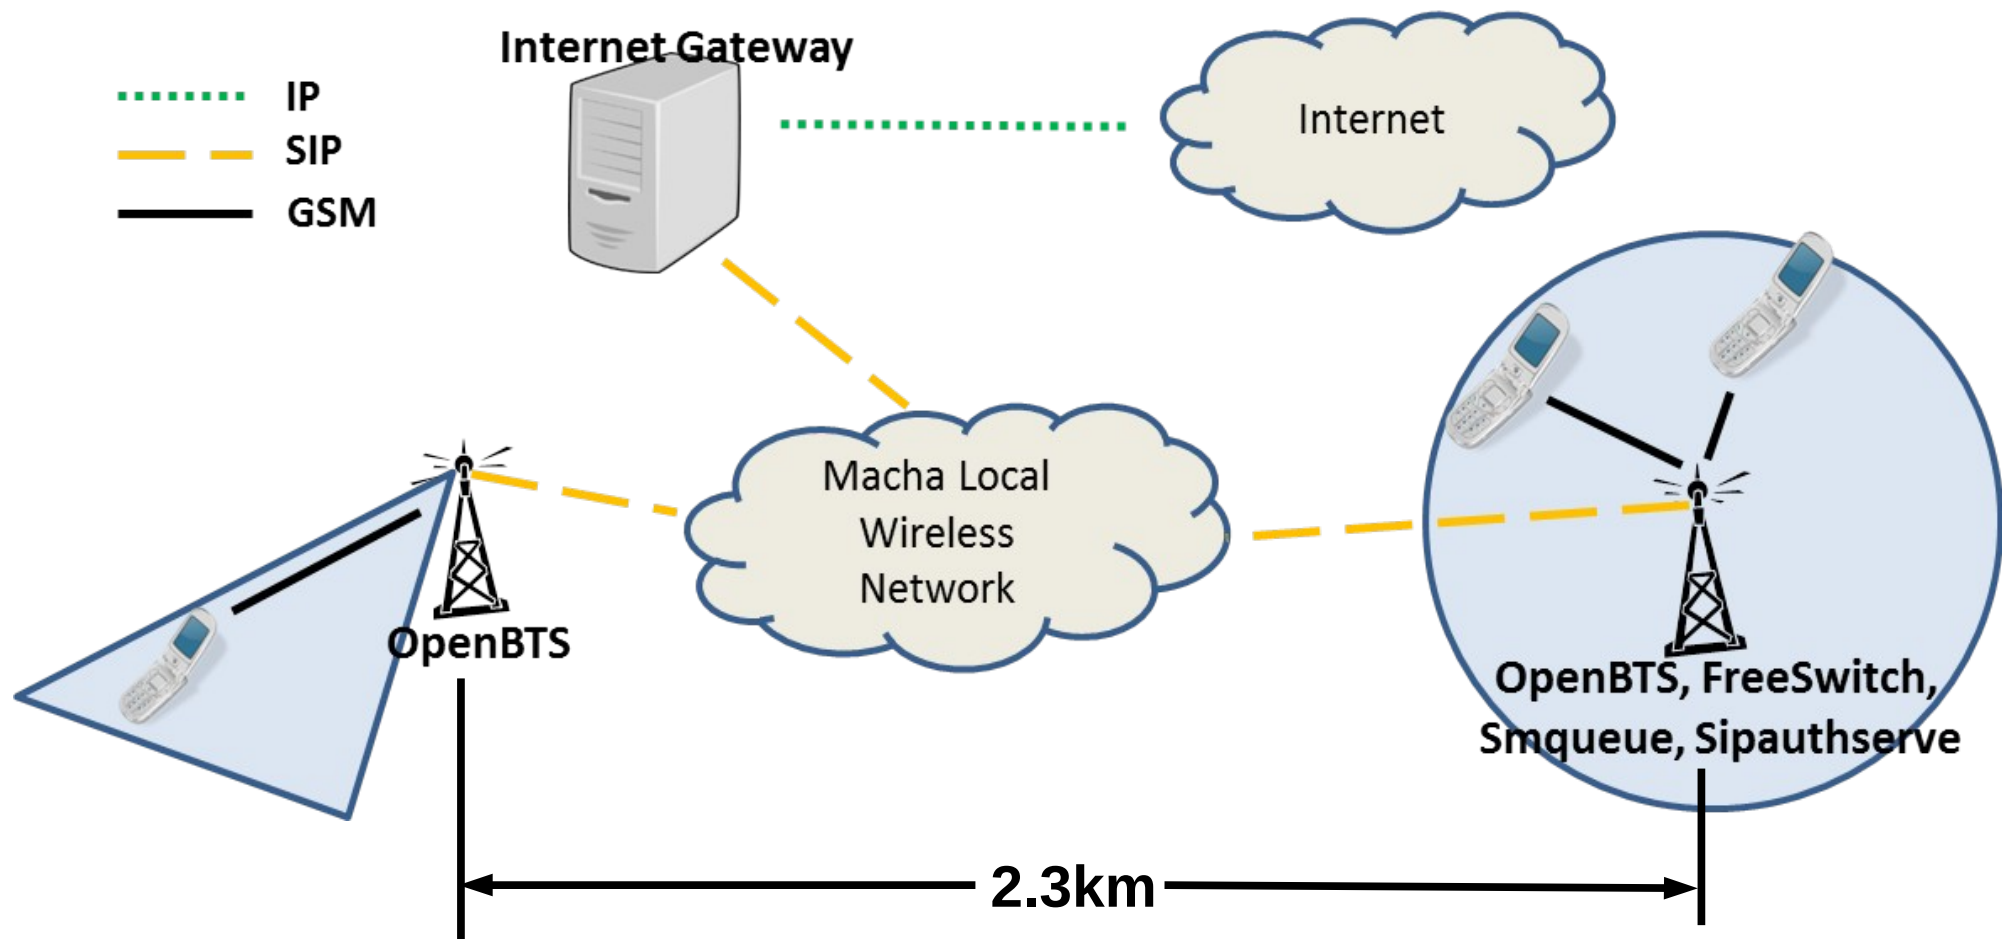 Internet Gateway
IP
SIP
GSM
Internet
Macha Local
Wireless
Network
OpenBTS
OpenBTS, FreeSwitch,
Smqueue, Sipauthserve
2.3km